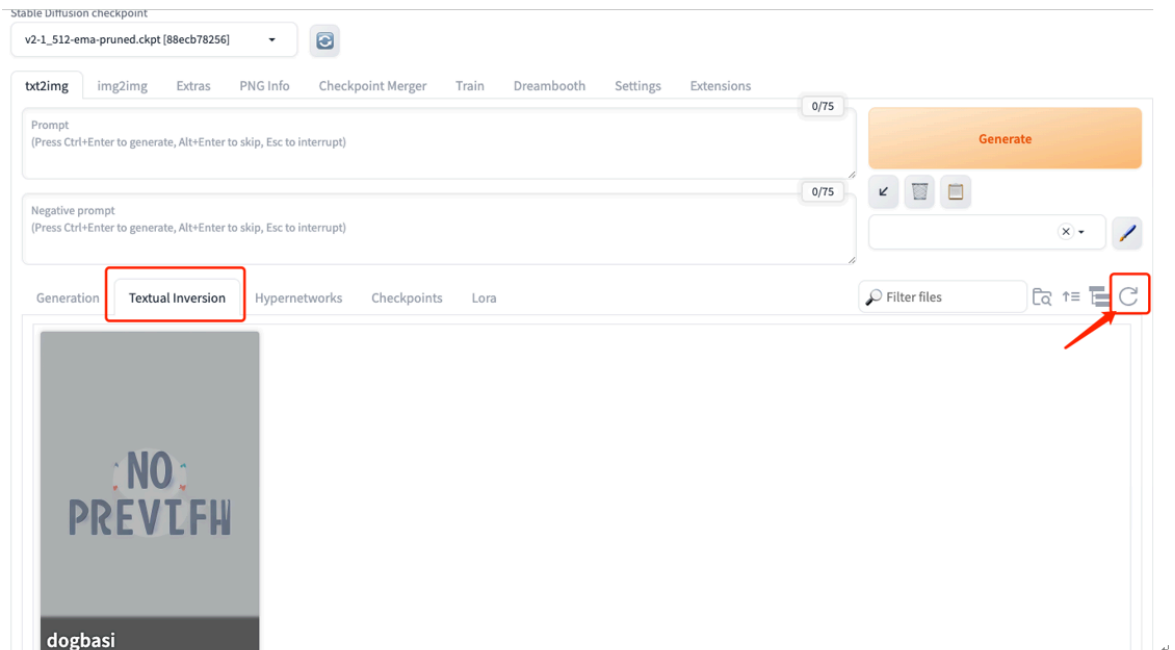 Stable Diffusion checkpoint
v2-1_512-ema-pruned.ckpt [88ecb78256]
txt2img img2img Extras PNG Info Checkpoint Merger Train Dreambooth Settings Extensions
0/75
Prompt
(Press Ctrl+Enter to generate, Alt+Enter to skip, Esc to interrupt)
Generate
0/75
Negative prompt
(Press Ctrl+Enter to generate, Alt+Enter to skip, Esc to interrupt)
Generation Textual Inversion Hypernetworks Checkpoints Lora Filter files
NO
PREVIFW
dogbasi